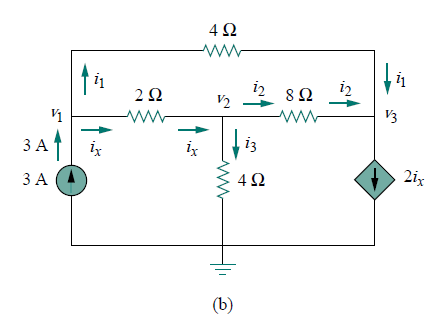 4 Ω
i1 i1
2 Ω v2 i2 8 Ω i2
v1 v3
3 A ix ix i3
3 A 4 Ω 2ix
(b)